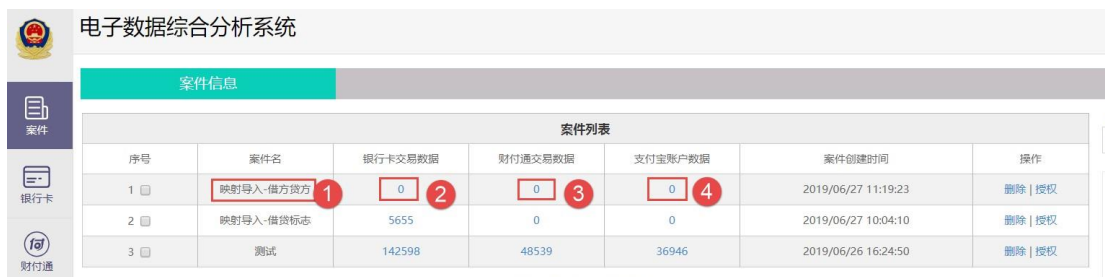 电子数据综合分析系统
案件信息
案件
银行卡
财付通
案件列表
序号 案件名 银行卡交易数据 财付通交易数据 支付宝账户数据 案件创建时间 操作
1 映射导入-借方贷方 1 0 2 0 3 0 4 2019/06/27 11:19:23 删除 | 授权
2 映射导入-借贷标志 5655 0 0 2019/06/27 10:04:10 删除 | 授权
3 测试 142598 48539 36946 2019/06/26 16:24:50 删除 | 授权